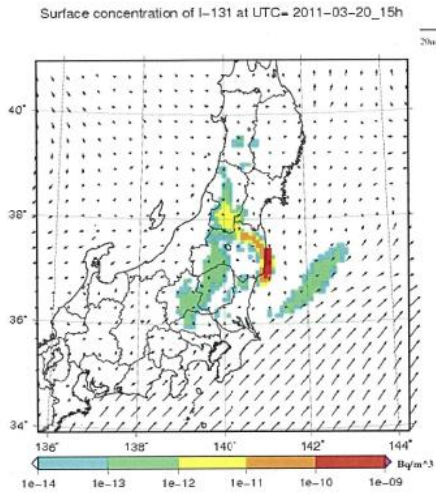 Surface concentration of I-131 at UTC= 2011-03-20_15h
40°
38°
36°
34°
136° 138° 140° 142° 144°
Bq/m^3
1e-14 1e-13 1e-12 1e-11 1e-10 1e-09